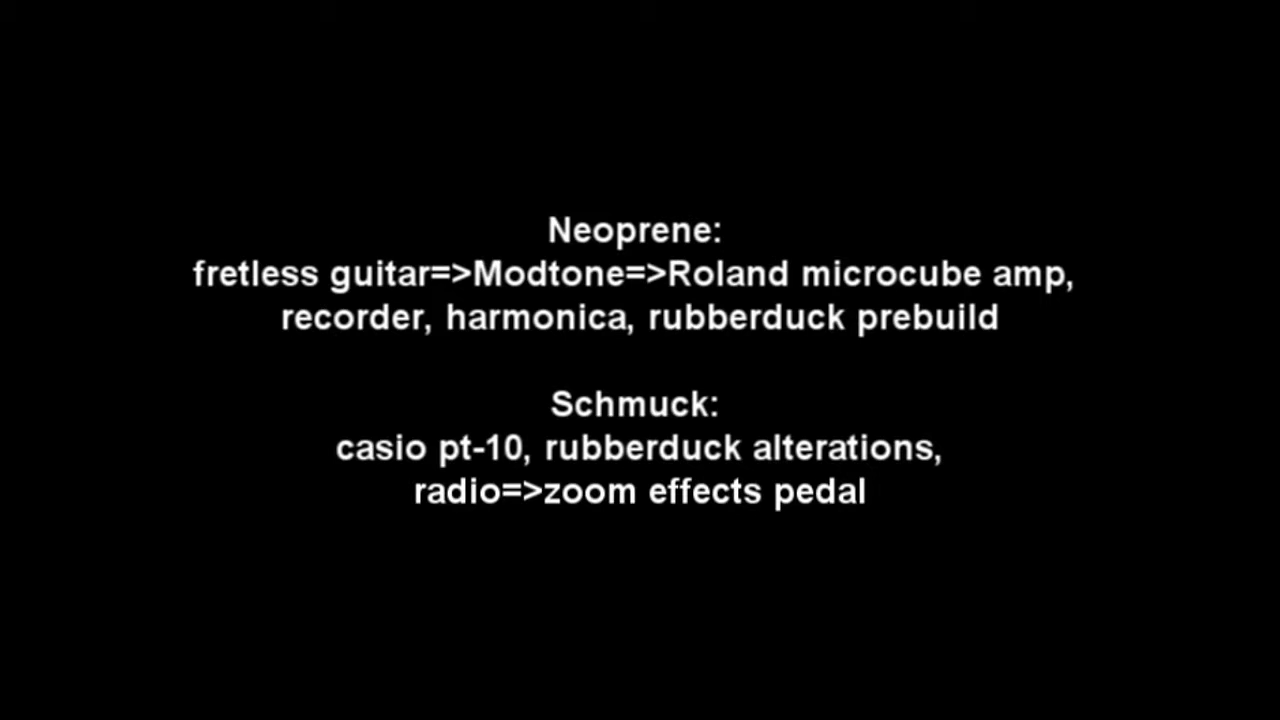 Neoprene:
fretless guitar=>Modtone=>Roland microcube amp,
recorder, harmonica, rubberduck prebuild
Schmuck:
casio pt-10, rubberduck alterations,
radio=>zoom effects pedal